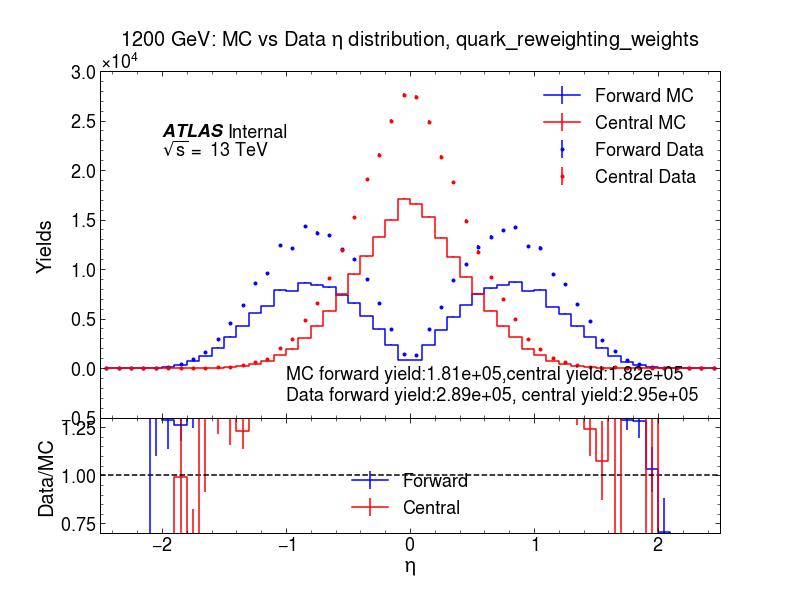 1200 GeV: MC vs Data η distribution, quark_reweighting_weights
×10⁴
3.0
2.5
2.0
1.5
1.0
0.5
0.0
0.5
Yields
ATLAS Internal
√s = 13 TeV
Forward MC
Central MC
Forward Data
Central Data
MC forward yield:1.81e+05,central yield:1.82e+05
Data forward yield:2.89e+05, central yield:2.95e+05
1.25
1.00
0.75
Data/MC
Forward
Central
−2
−1
0
1
2
η